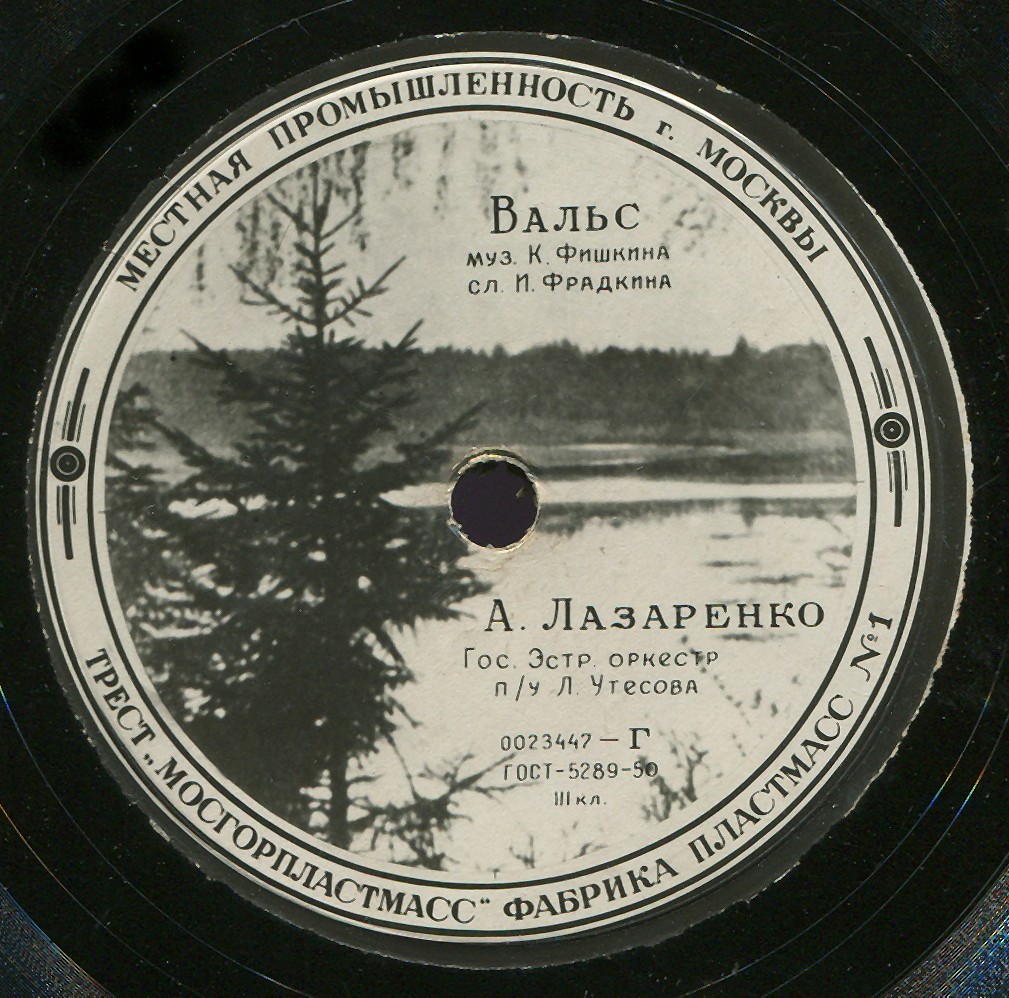 МЕСТНАЯ ПРОМЫШЛЕННОСТЬ г. МОСКВЫ
ВАЛЬС
муз. К. ФИШКИНА
сл. И. ФРАДКИНА
А. ЛАЗАРЕНКО
Гос. Эстр. оркестр
п/у Л. Утесова
0023447 — Г
ГОСТ-5289-50
III кл.
ТРЕСТ „МОСГОРПЛАСТМАСС“ ФАБРИКА ПЛАСТМАСС №1